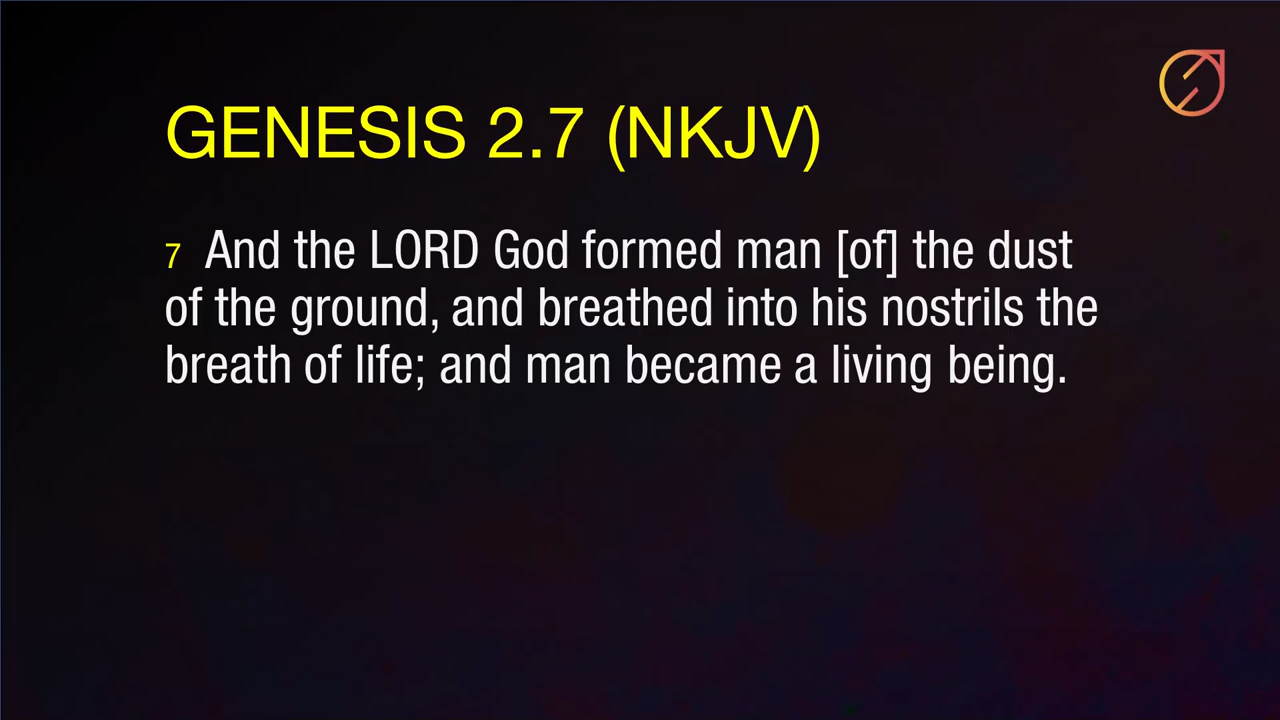 GENESIS 2.7 (NKJV)
7 And the LORD God formed man [of] the dust
of the ground, and breathed into his nostrils the
breath of life; and man became a living being.